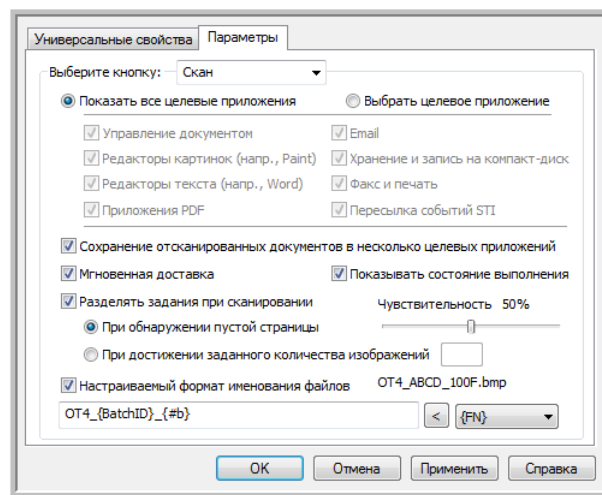 Универсальные свойства Параметры
Выберите кнопку: Скан
Показать все целевые приложения Выбрать целевое приложение
Управление документом Email
Редакторы картинок (напр., Paint) Хранение и запись на компакт-диск
Редакторы текста (напр., Word) Факс и печать
Приложения PDF Пересылка событий STI
Сохранение отсканированных документов в несколько целевых приложений
Мгновенная доставка Показывать состояние выполнения
Разделять задания при сканировании Чувствительность 50%
При обнаружении пустой страницы
При достижении заданного количества изображений
Настраиваемый формат именования файлов OT4_ABCD_100F.bmp
OT4_{BatchID}_{#b} < {FN}
OK Отмена Применить Справка